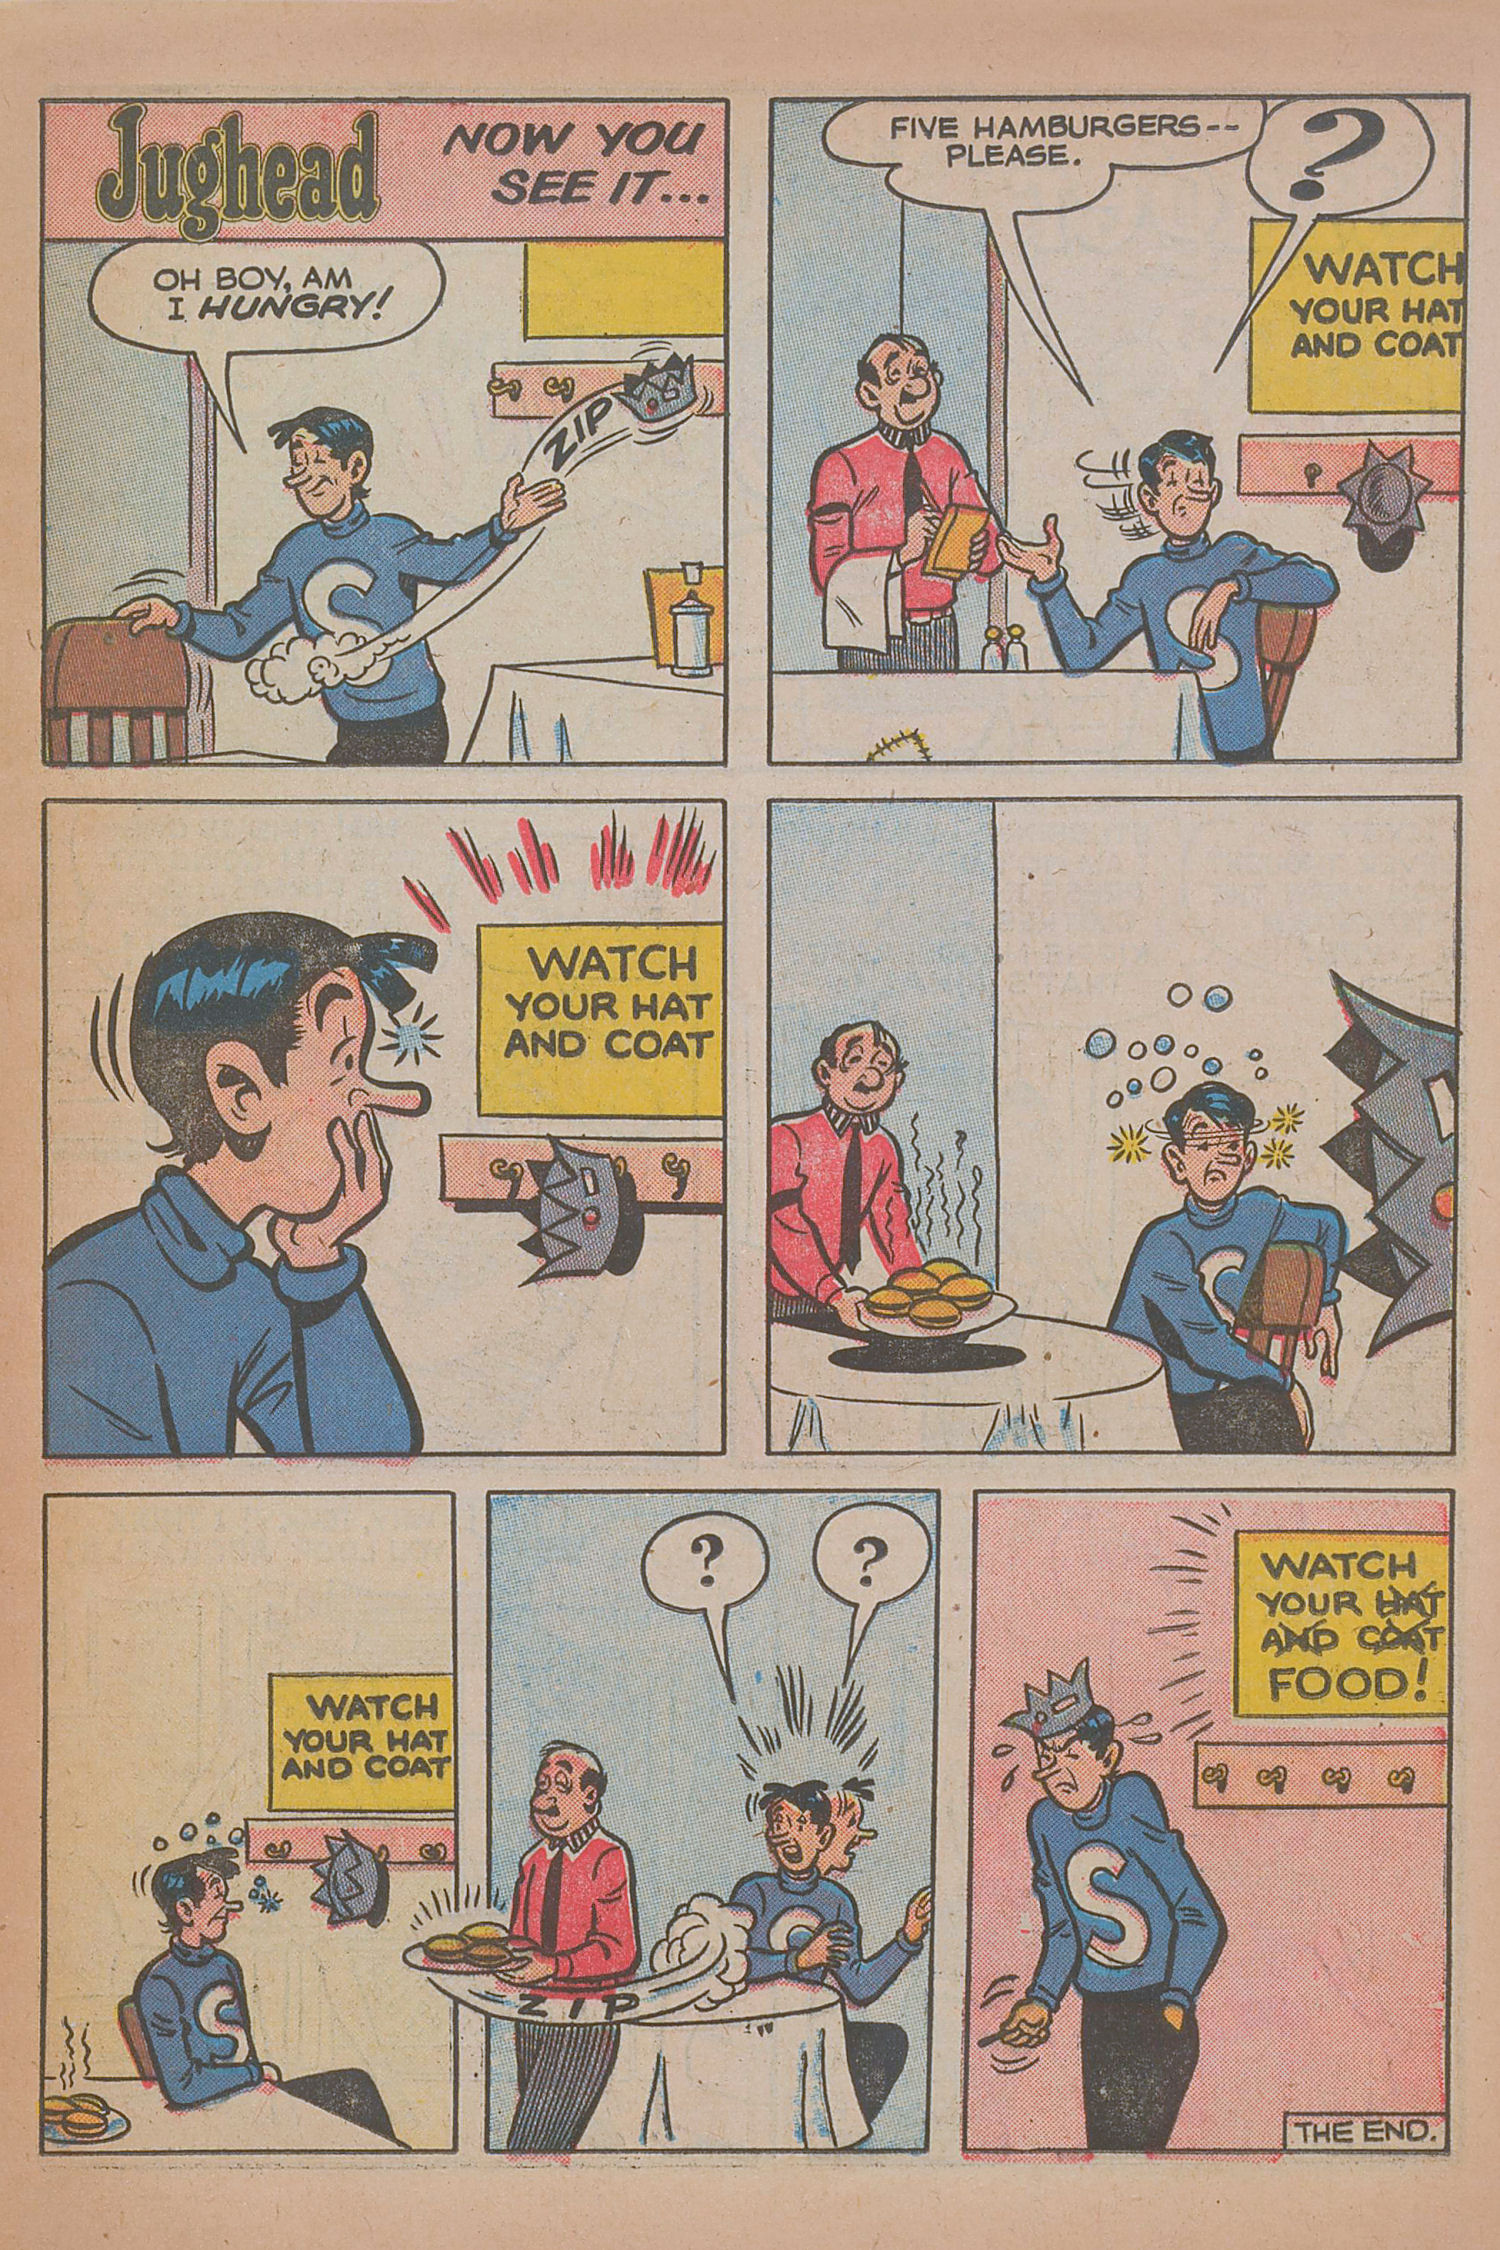 Jughead
NOW YOU
SEE IT...
OH BOY, AM
I HUNGRY!
ZIP
S
FIVE HAMBURGERS--
PLEASE.
?
WATCH
YOUR HAT
AND COAT
S
WATCH
YOUR HAT
AND COAT
S
WATCH
YOUR HAT
AND COAT
S
?
?
ZIP
WATCH
YOUR HAT
AND COAT
FOOD!
S
THE END.